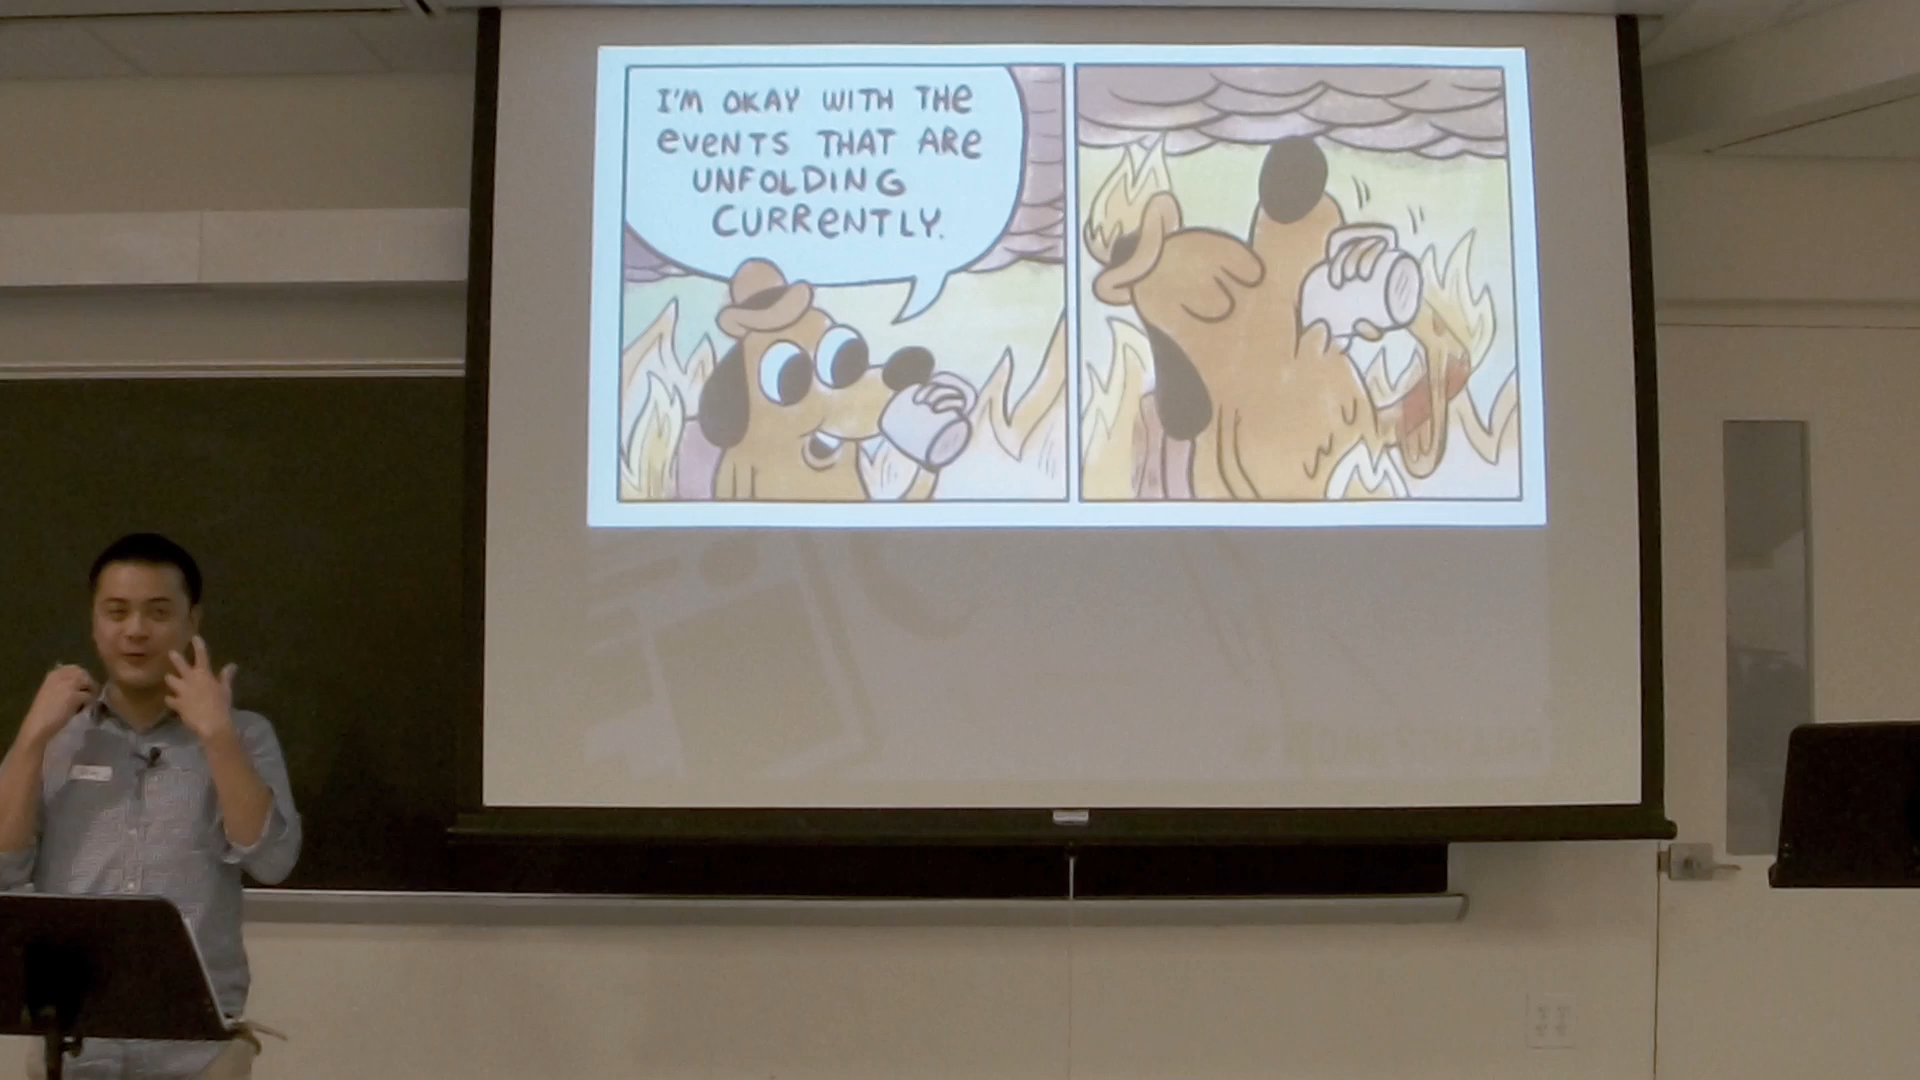 I'M OKAY WITH THE
EVENTS THAT ARE
UNFOLDING
CURRENTLY.